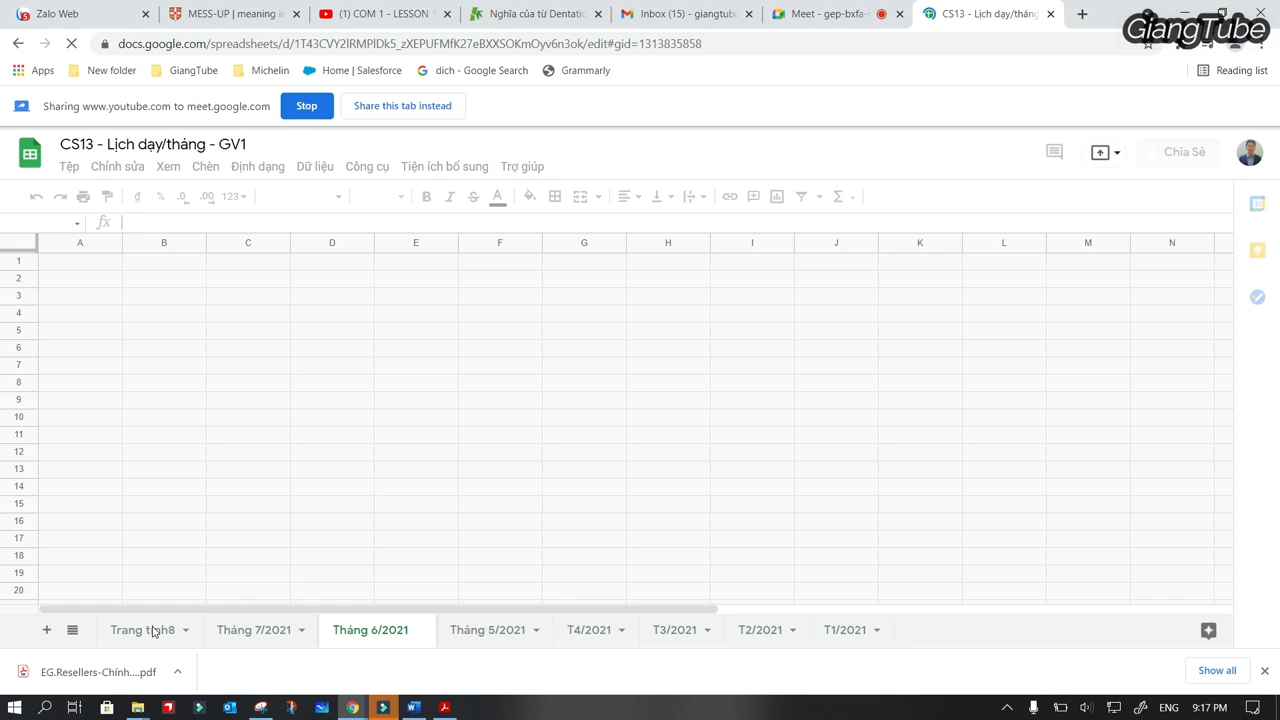 Zalo Web
MESS-UP | meaning in
(1) COM 1 - LESSON
Nghĩa của từ Dentatio
Inbox (15) - giangtube
Meet - gep-bxfa-
CS13 - Lịch dạy/tháng
GiangTube
docs.google.com/spreadsheets/d/
/edit#gid=1313835858
Apps
New folder
GiangTube
Michelin
Home | Salesforce
dich - Google Search
Grammarly
Reading list
Sharing www.youtube.com to meet.google.com
Stop
Share this tab instead
CS13 - Lịch dạy/tháng - GV1
Chia Sẻ
Tệp Chỉnh sửa Xem Chèn Định dạng Dữ liệu Công cụ Tiện ích bổ sung Trợ giúp
đ % .0 .00 123 B I S A Σ
fx
A B C D E F G H I J K L M N
1
2
3
4
5
6
7
8
9
10
11
12
13
14
15
16
17
18
19
20
Trang tính8 Tháng 7/2021 Tháng 6/2021 Tháng 5/2021 T4/2021 T3/2021 T2/2021 T1/2021
EG.Resellers-Chính....pdf
Show all
ENG 9:17 PM